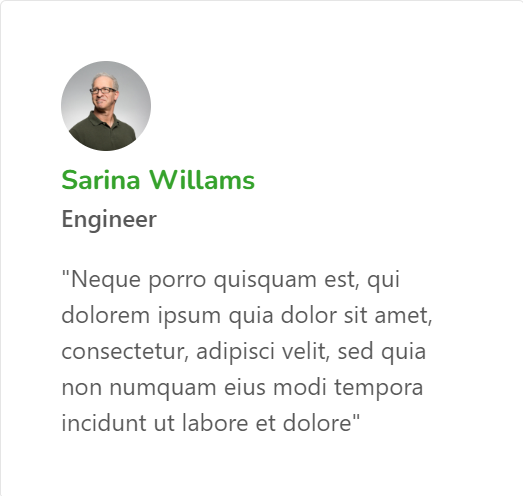 Sarina Willams
Engineer
"Neque porro quisquam est, qui
dolorem ipsum quia dolor sit amet,
consectetur, adipisci velit, sed quia
non numquam eius modi tempora
incidunt ut labore et dolore"